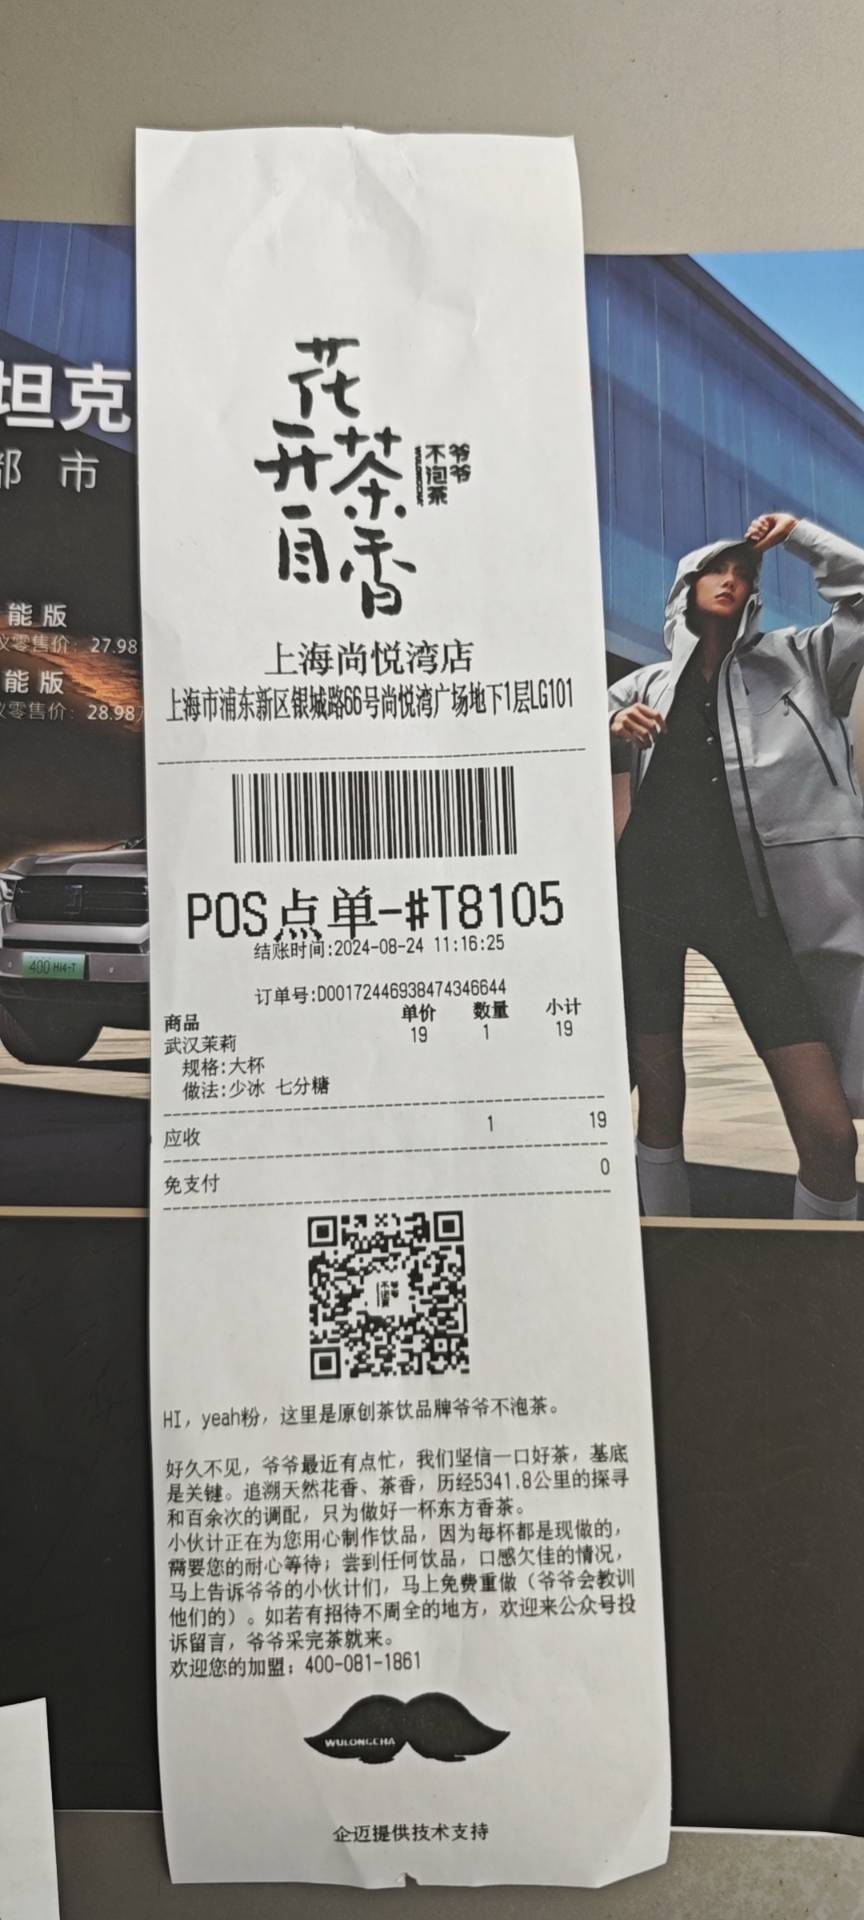 花开自
茶香
爷爷
不泡茶
上海尚悦湾店
上海市浦东新区银城路66号尚悦湾广场地下1层LG101
POS点单-#T8105
结账时间:2024-08-24 11:16:25
订单号:D00172446938474346644
商品 单价 数量 小计
武汉茉莉 19 1 19
规格:大杯
做法:少冰 七分糖
应收 1 19
免支付 0
HI，yeah粉，这里是原创茶饮品牌爷爷不泡茶。
好久不见，爷爷最近有点忙，我们坚信一口好茶，基底
是关键。追溯天然花香、茶香，历经5341.8公里的探寻
和百余次的调配，只为做好一杯东方香茶。
小伙计正在为您用心制作饮品，因为每杯都是现做的，
需要您的耐心等待；尝到任何饮品，口感欠佳的情况，
马上告诉爷爷的小伙计们，马上免费重做（爷爷会教训
他们的）。如若有招待不周全的地方，欢迎来公众号投
诉留言，爷爷采完茶就来。
欢迎您的加盟：400-081-1861
WULONGCHA
企迈提供技术支持
坦克
都市
能版
议零售价：27.98
能版
议零售价：28.98
400 Hi4-T